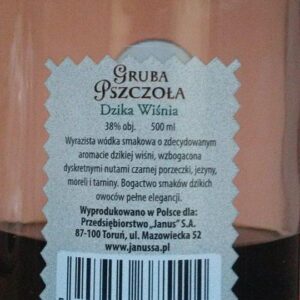 GRUBA
PSZCZOŁA
Dzika Wiśnia
38% obj. 500 ml
Wyrazista wódka smakowa o zdecydowanym
aromacie dzikiej wiśni, wzbogacona
dyskretnymi nutami czarnej porzeczki, jeżyny,
moreli i tarniny. Bogactwo smaków dzikich
owoców pełne elegancji.
Wyprodukowano w Polsce dla:
Przedsiębiorstwo „Janus” S.A.
87-100 Toruń, ul. Mazowiecka 52
www.janussa.pl